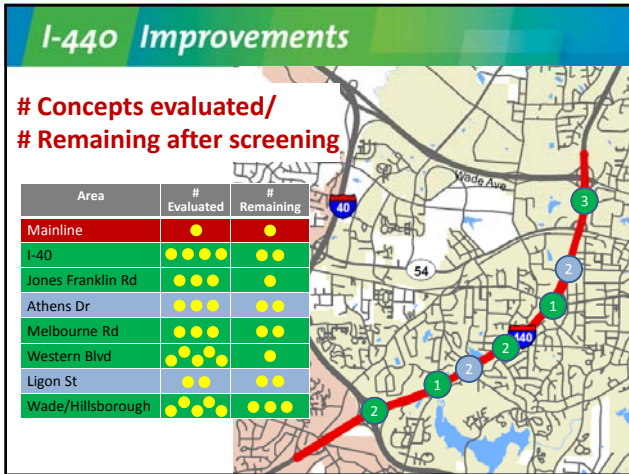 I-440 Improvements
# Concepts evaluated/
# Remaining after screening
Area # Evaluated # Remaining
Mainline
I-40
Jones Franklin Rd
Athens Dr
Melbourne Rd
Western Blvd
Ligon St
Wade/Hillsborough
Wade Ave
40
3
54
2
1
440
2
2
1
2